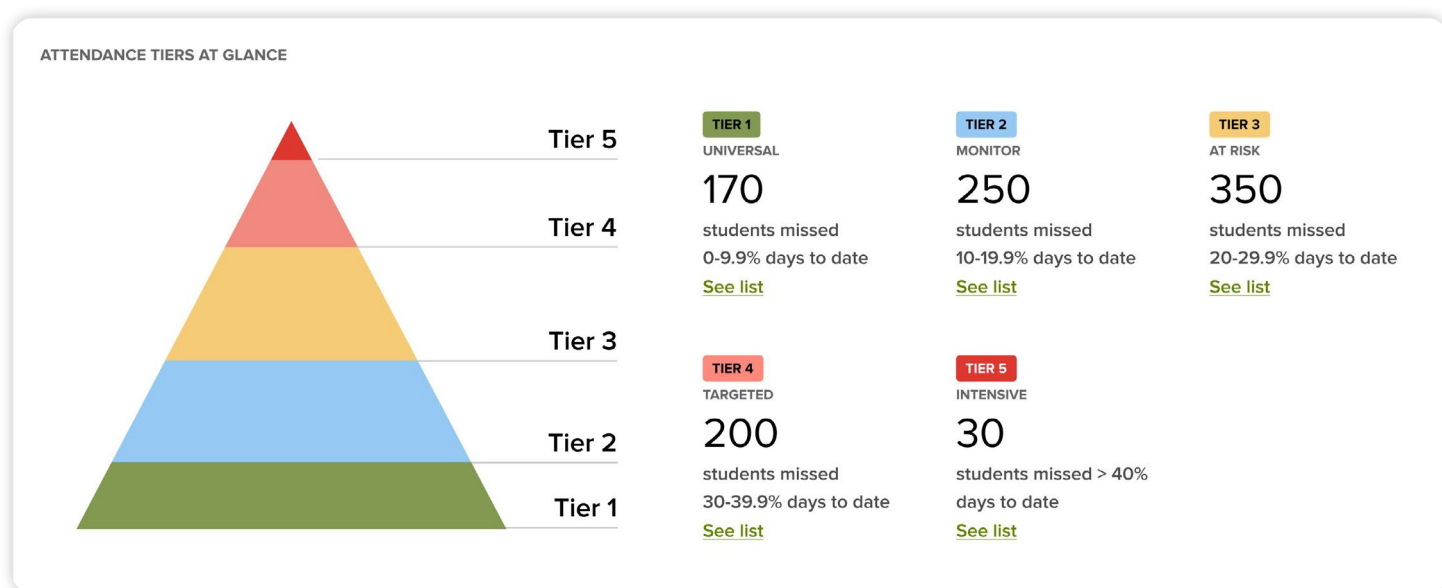 ATTENDANCE TIERS AT GLANCE
Tier 5
Tier 4
Tier 3
Tier 2
Tier 1
TIER 1
UNIVERSAL
170
students missed
0-9.9% days to date
See list
TIER 2
MONITOR
250
students missed
10-19.9% days to date
See list
TIER 3
AT RISK
350
students missed
20-29.9% days to date
See list
TIER 4
TARGETED
200
students missed
30-39.9% days to date
See list
TIER 5
INTENSIVE
30
students missed > 40%
days to date
See list